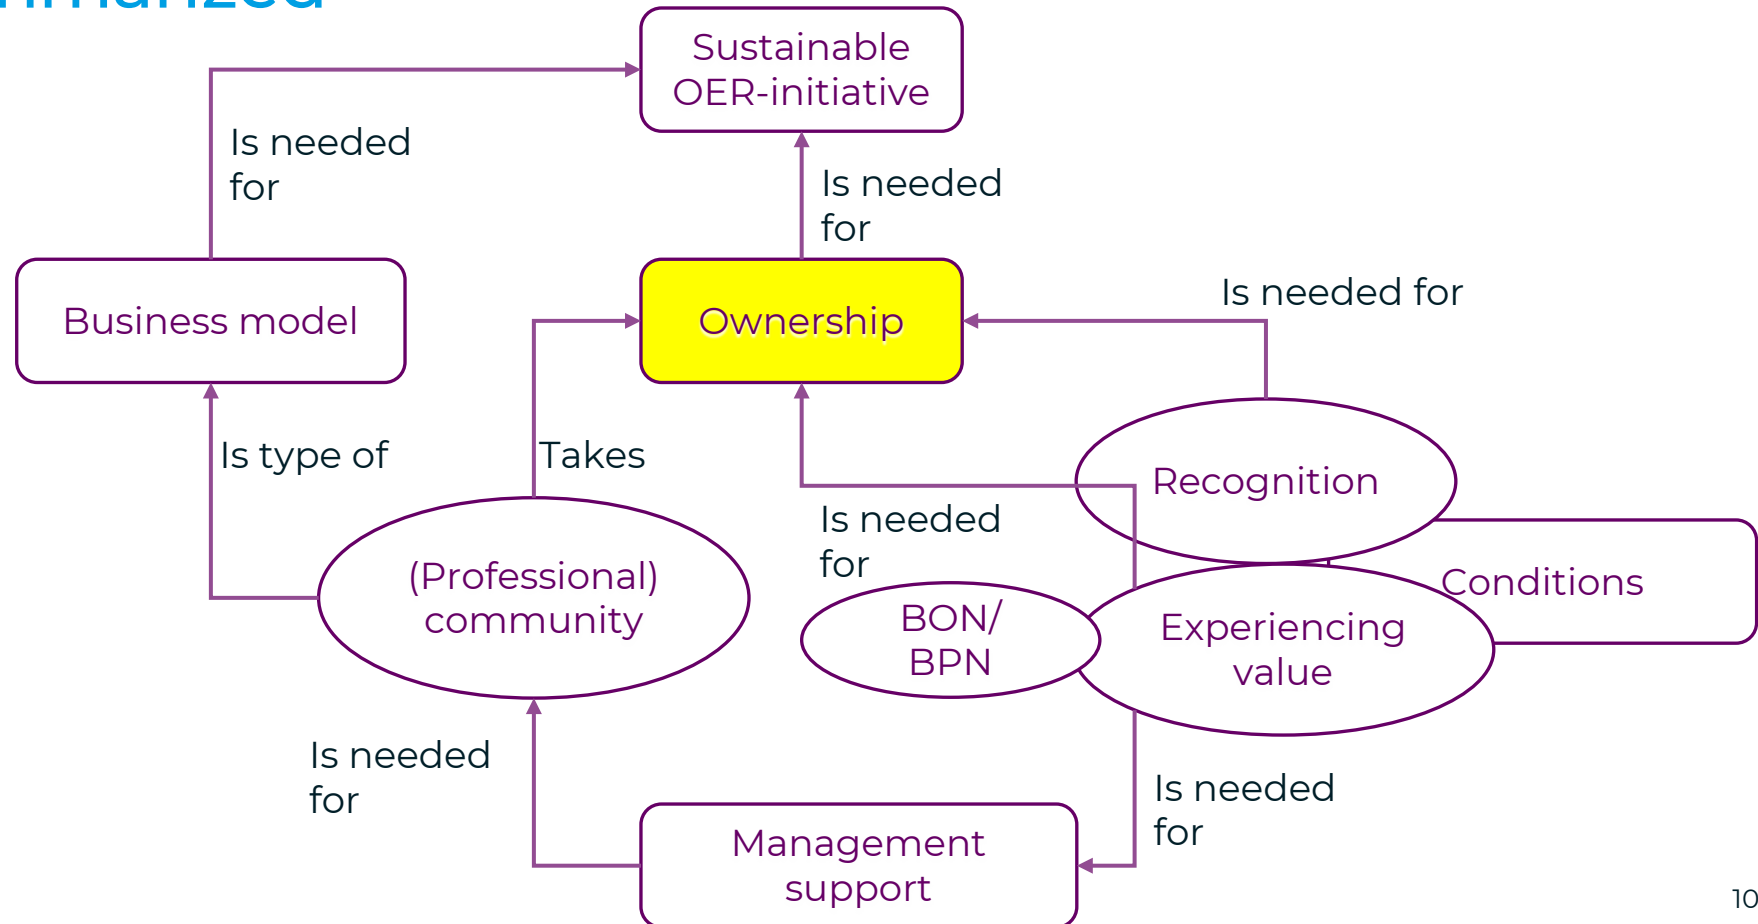 Sustainable
OER-initiative
Is needed
for
Is needed
for
Business model
Ownership
Is needed for
Is type of
Takes
Recognition
Is needed
for
(Professional)
community
BON/
BPN
Experiencing
value
Conditions
Is needed
for
Is needed
for
Management
support
10